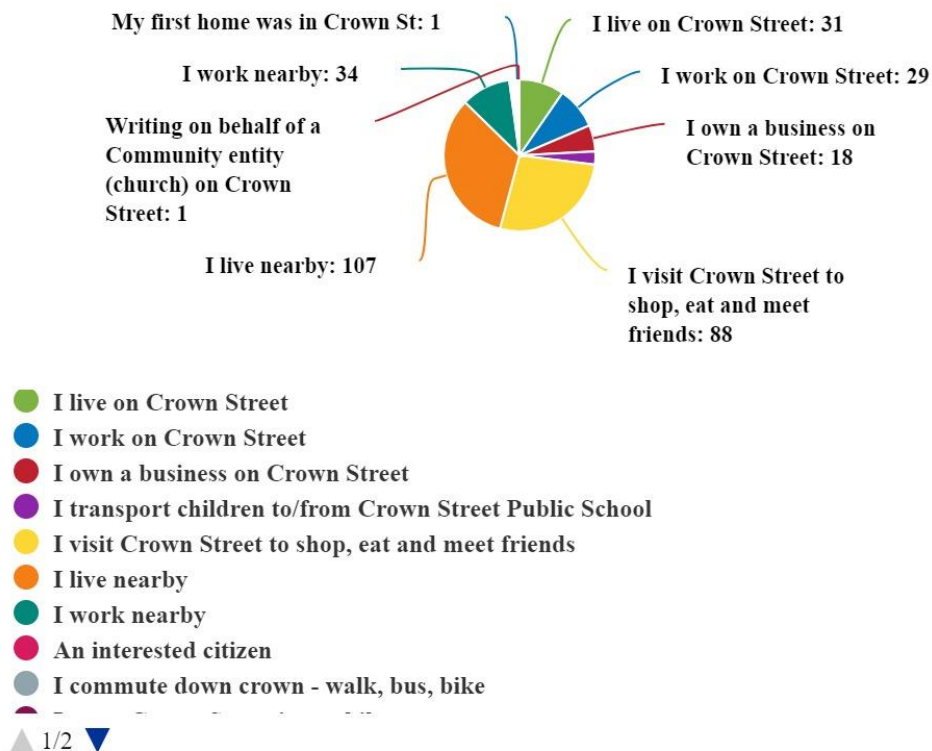 My first home was in Crown St: 1
I live on Crown Street: 31
I work nearby: 34
I work on Crown Street: 29
Writing on behalf of a
Community entity
(church) on Crown
Street: 1
I own a business on
Crown Street: 18
I live nearby: 107
I visit Crown Street to
shop, eat and meet
friends: 88
I live on Crown Street
I work on Crown Street
I own a business on Crown Street
I transport children to/from Crown Street Public School
I visit Crown Street to shop, eat and meet friends
I live nearby
I work nearby
An interested citizen
I commute down crown - walk, bus, bike
1/2